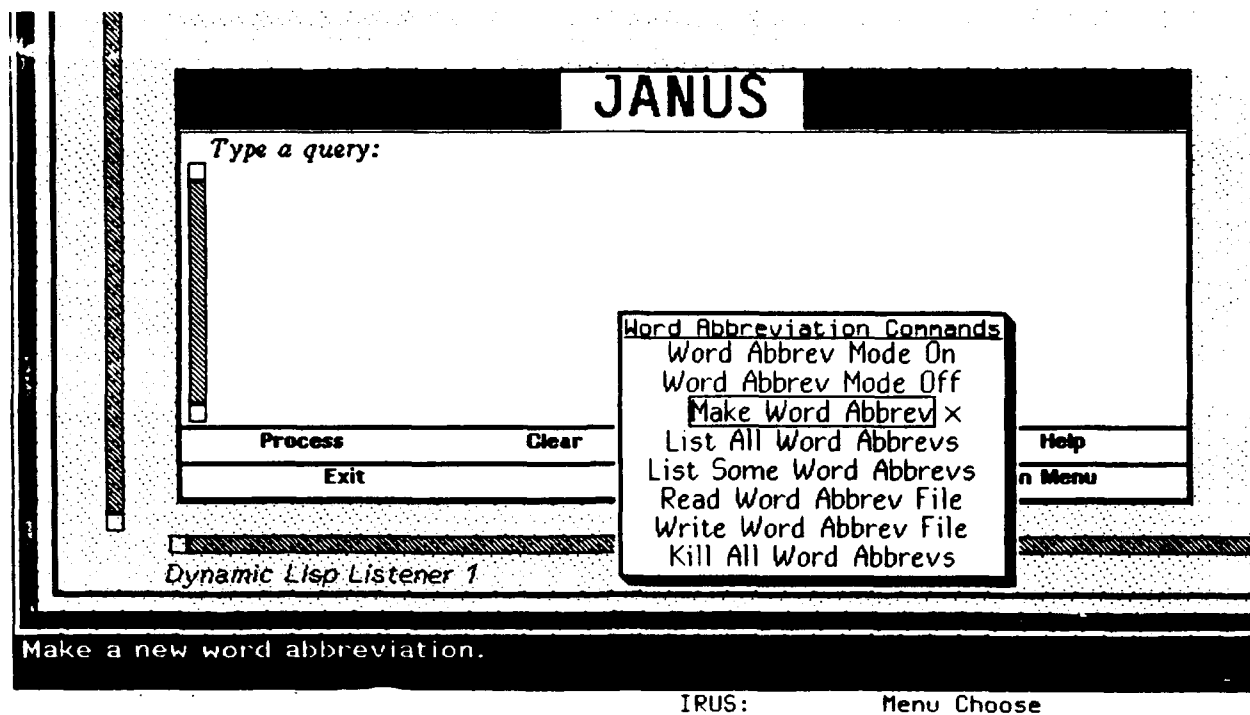 JANUS
Type a query:
Word Abbreviation Commands
Word Abbrev Mode On
Word Abbrev Mode Off
Make Word Abbrev x
List All Word Abbrevs
List Some Word Abbrevs
Read Word Abbrev File
Write Word Abbrev File
Kill All Word Abbrevs
Process Clear Help
Exit n Menu
Dynamic Lisp Listener 1
Make a new word abbreviation.
IRUS: Menu Choose